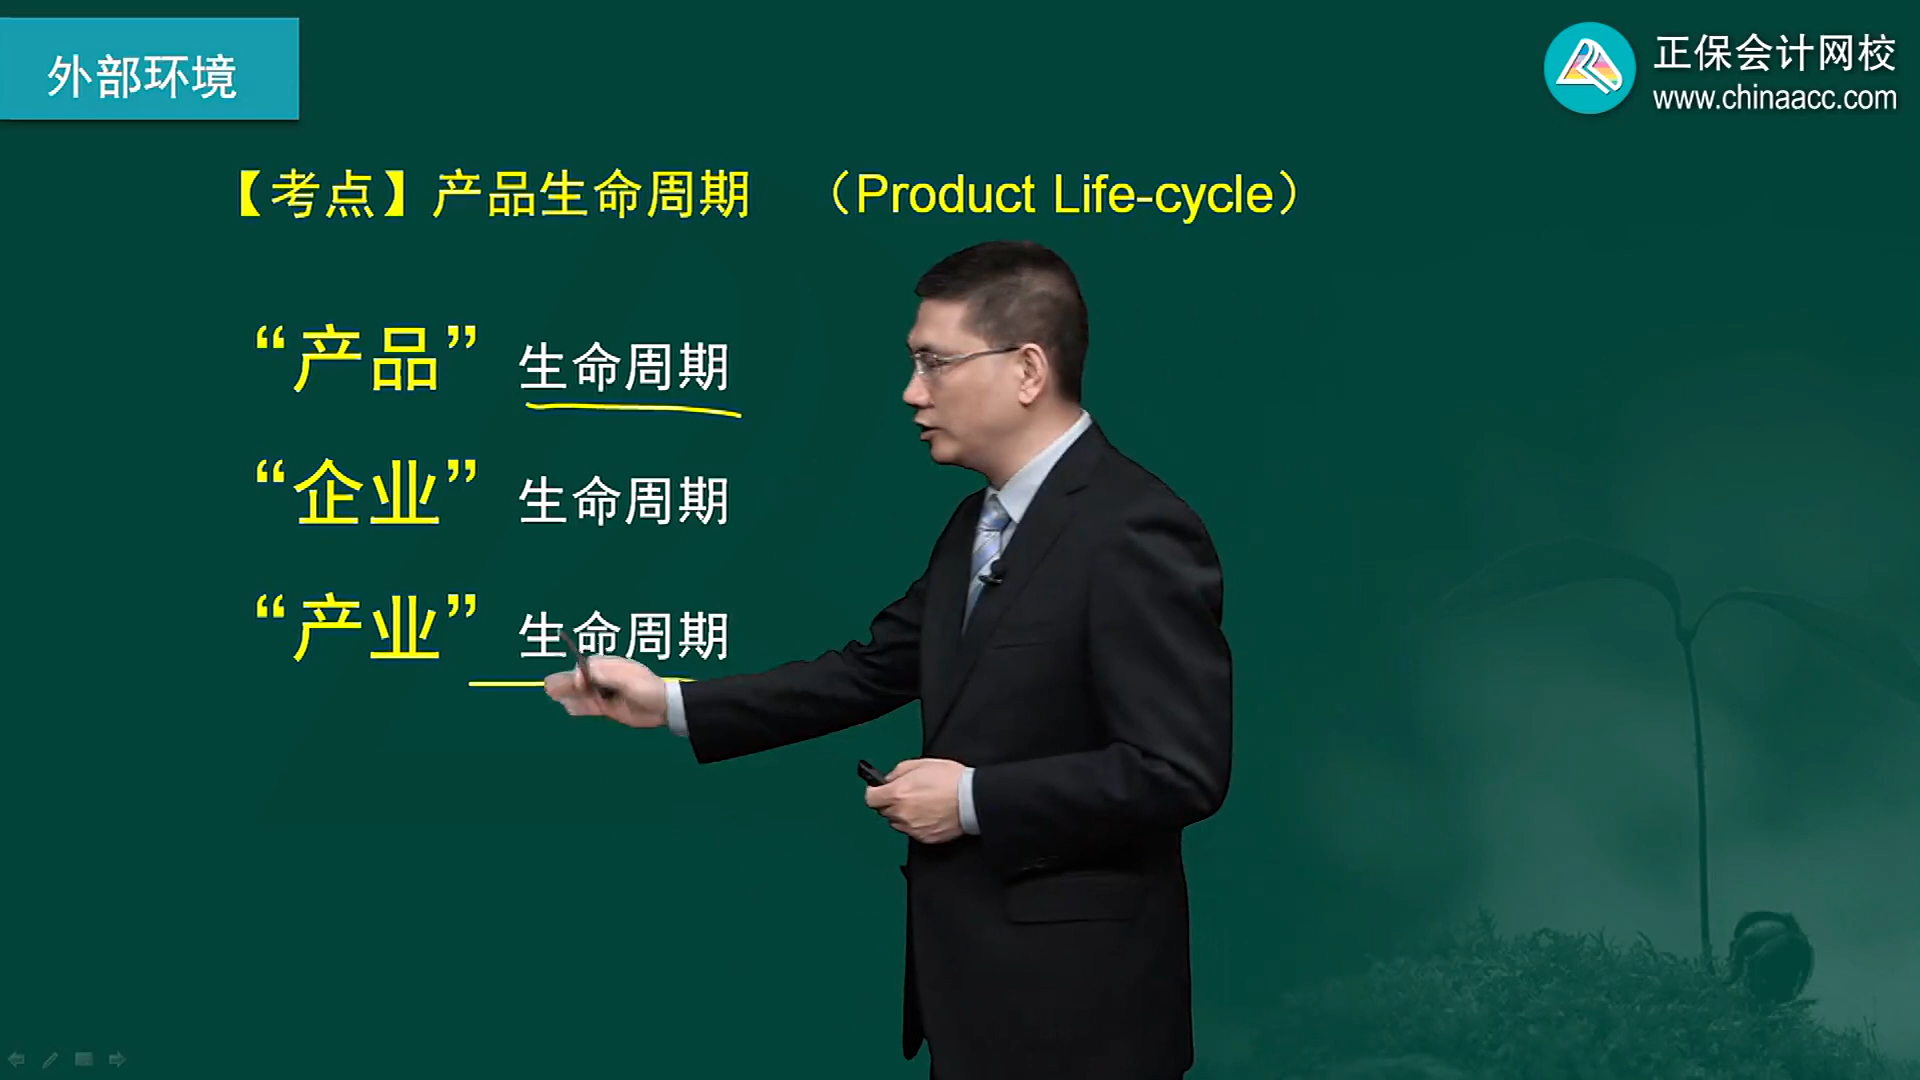 外部环境
正保会计网校
www.chinaacc.com
【考点】产品生命周期 （Product Life-cycle）
“产品” 生命周期
“企业” 生命周期
“产业” 生命周期